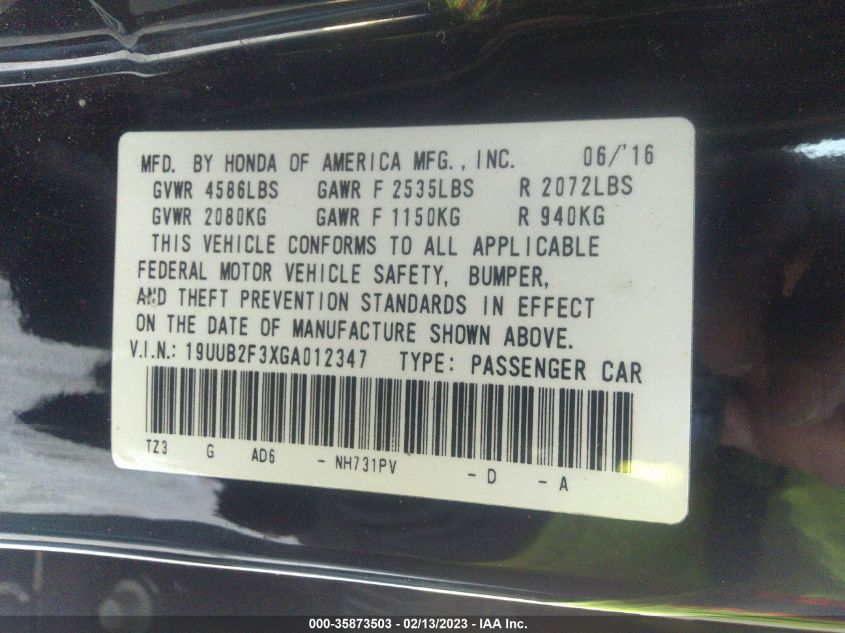 MFD. BY HONDA OF AMERICA MFG., INC. 06/'16
GVWR 4586LBS GAWR F 2535LBS R 2072LBS
GVWR 2080KG GAWR F 1150KG R 940KG
THIS VEHICLE CONFORMS TO ALL APPLICABLE
FEDERAL MOTOR VEHICLE SAFETY, BUMPER,
AND THEFT PREVENTION STANDARDS IN EFFECT
ON THE DATE OF MANUFACTURE SHOWN ABOVE.
V.I.N.: 19UUB2F3XGA012347 TYPE: PASSENGER CAR
TZ3 G AD6 - NH731PV - D - A
000-35873503 - 02/13/2023 - IAA Inc.